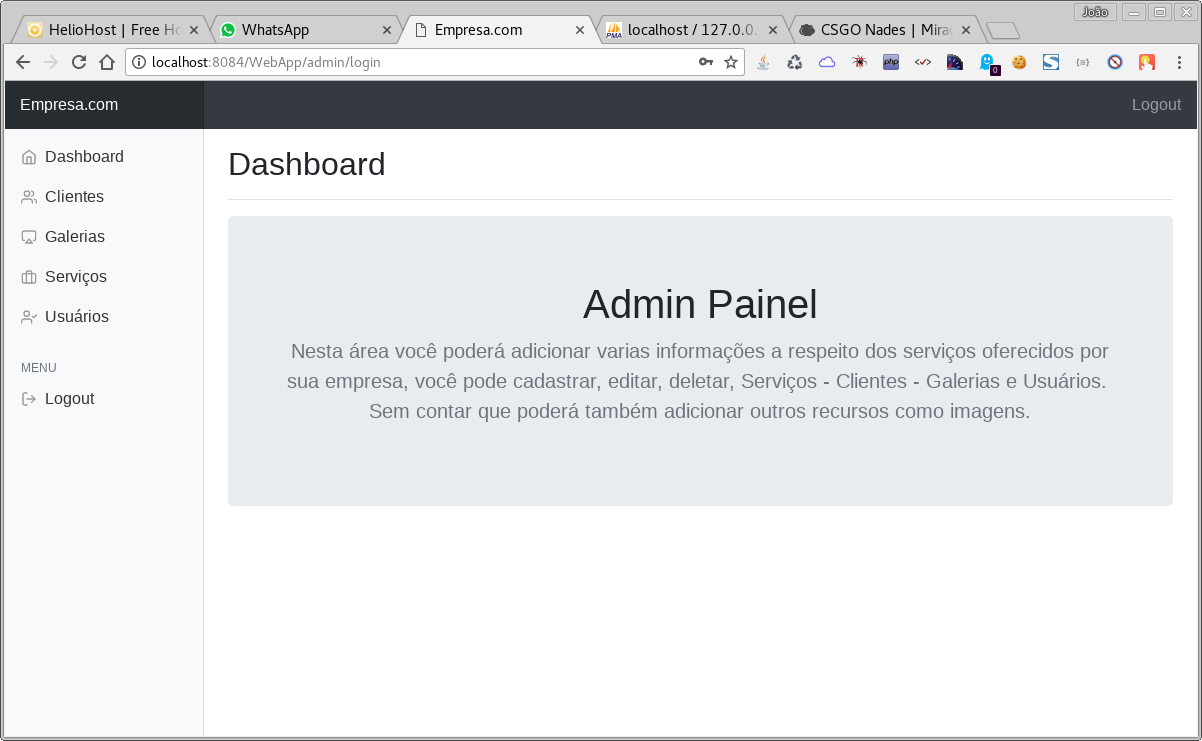 João
HelioHost | Free Ho
WhatsApp
Empresa.com
localhost / 127.0.0.
CSGO Nades | Mira
localhost:8084/WebApp/admin/login
php
0
Empresa.com
Logout
Dashboard
Clientes
Galerias
Serviços
Usuários
MENU
Logout
Dashboard
Admin Painel
Nesta área você poderá adicionar varias informações a respeito dos serviços oferecidos por
sua empresa, você pode cadastrar, editar, deletar, Serviços - Clientes - Galerias e Usuários.
Sem contar que poderá também adicionar outros recursos como imagens.